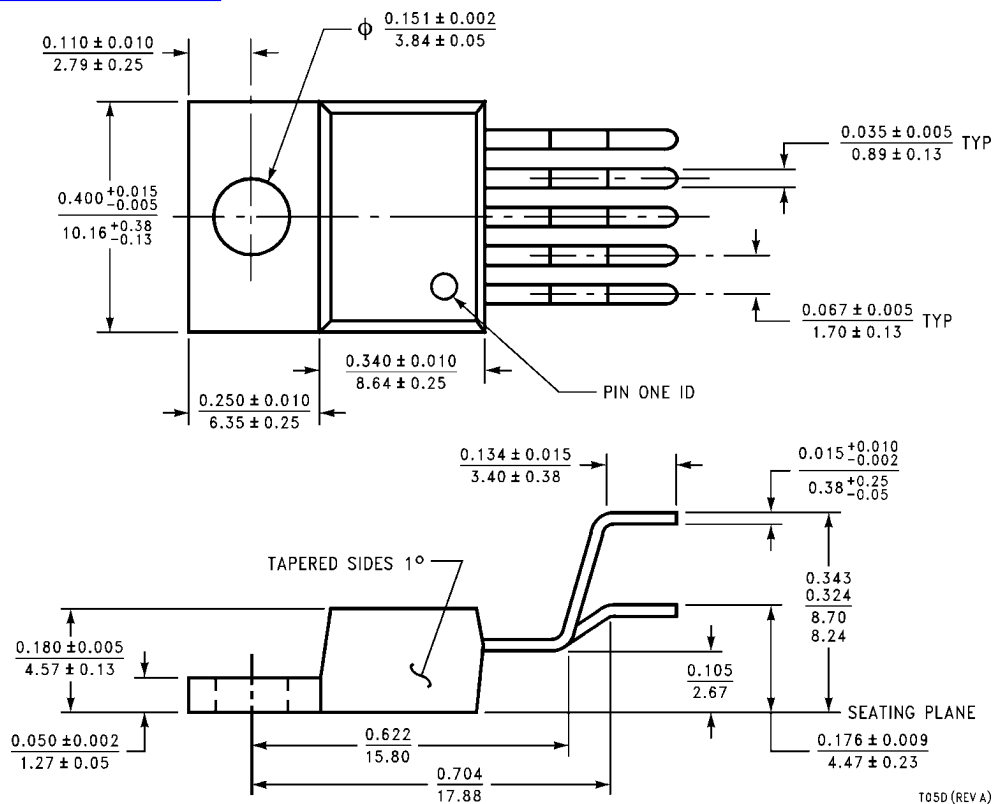 ϕ 0.151 ± 0.002
3.84 ± 0.05
0.110 ± 0.010
2.79 ± 0.25
0.035 ± 0.005 TYP
0.89 ± 0.13
0.400 +0.015 -0.005
10.16 +0.38 -0.13
0.067 ± 0.005 TYP
1.70 ± 0.13
0.340 ± 0.010
8.64 ± 0.25
PIN ONE ID
0.250 ± 0.010
6.35 ± 0.25
0.134 ± 0.015
3.40 ± 0.38
0.015 +0.010 -0.002
0.38 +0.25 -0.05
TAPERED SIDES 1°
0.343
0.324
8.70
8.24
0.180 ±0.005
4.57 ± 0.13
0.105
2.67
SEATING PLANE
0.050 ±0.002
1.27 ± 0.05
0.622
15.80
0.176 ± 0.009
4.47 ± 0.23
0.704
17.88
T05D (REV A)